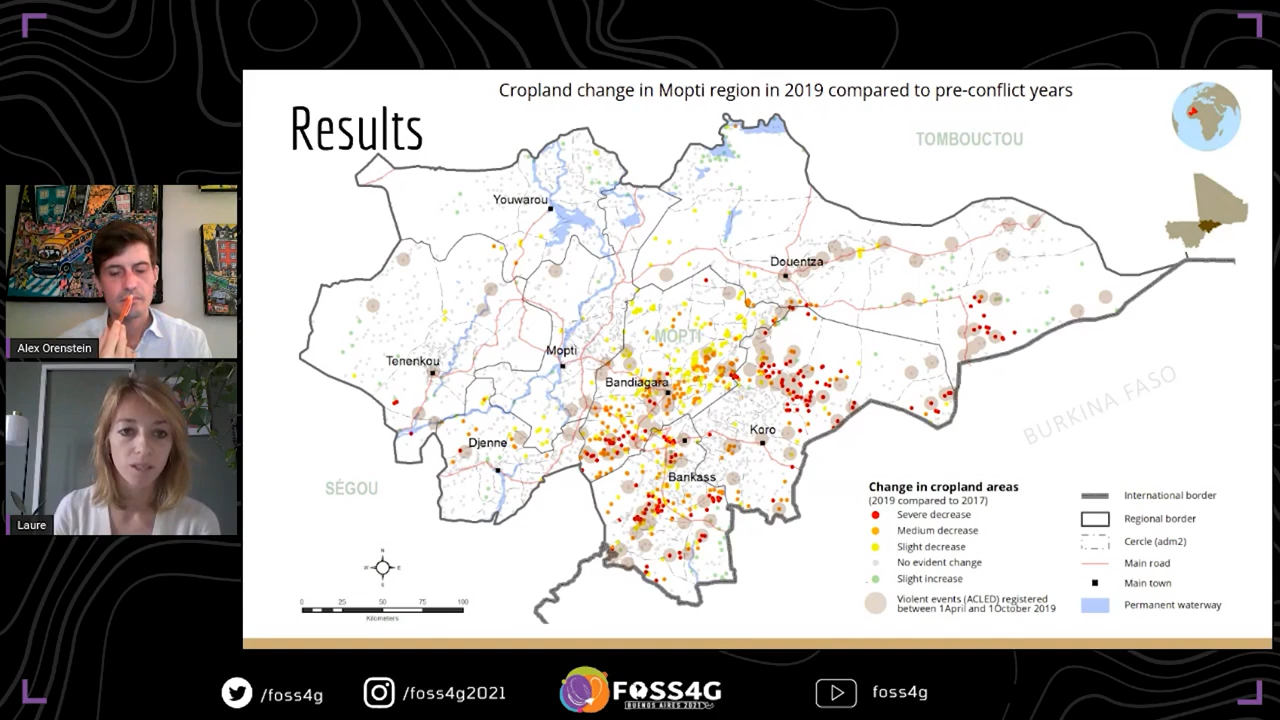 Cropland change in Mopti region in 2019 compared to pre-conflict years
Results
TOMBOUCTOU
Youwarou
Douentza
MOPTI
Mopti
Tenenkou
Bandiagara
BURKINA FASO
Koro
Djenne
Bankass
SÉGOU
Change in cropland areas
(2019 compared to 2017)
Severe decrease
Medium decrease
Slight decrease
No evident change
Slight increase
Violent events (ACLED) registered
between 1April and 1October 2019
International border
Regional border
Cercle (adm2)
Main road
Main town
Permanent waterway
N
W E
S
0 25 50 75 100
Kilometers
Alex Orenstein
Laure
/foss4g
/foss4g2021
FOSS4G
BUENOS AIRES 2021
foss4g